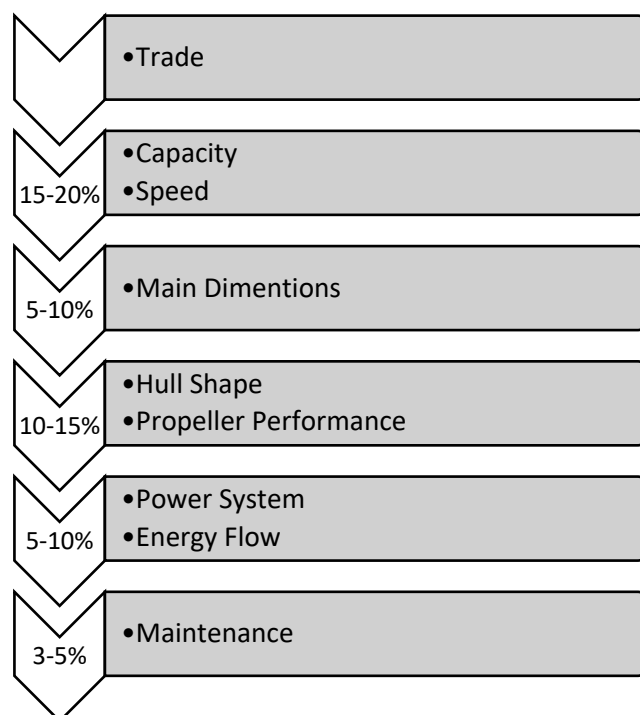 •Trade
15-20%
•Capacity
•Speed
5-10%
•Main Dimentions
10-15%
•Hull Shape
•Propeller Performance
5-10%
•Power System
•Energy Flow
3-5%
•Maintenance